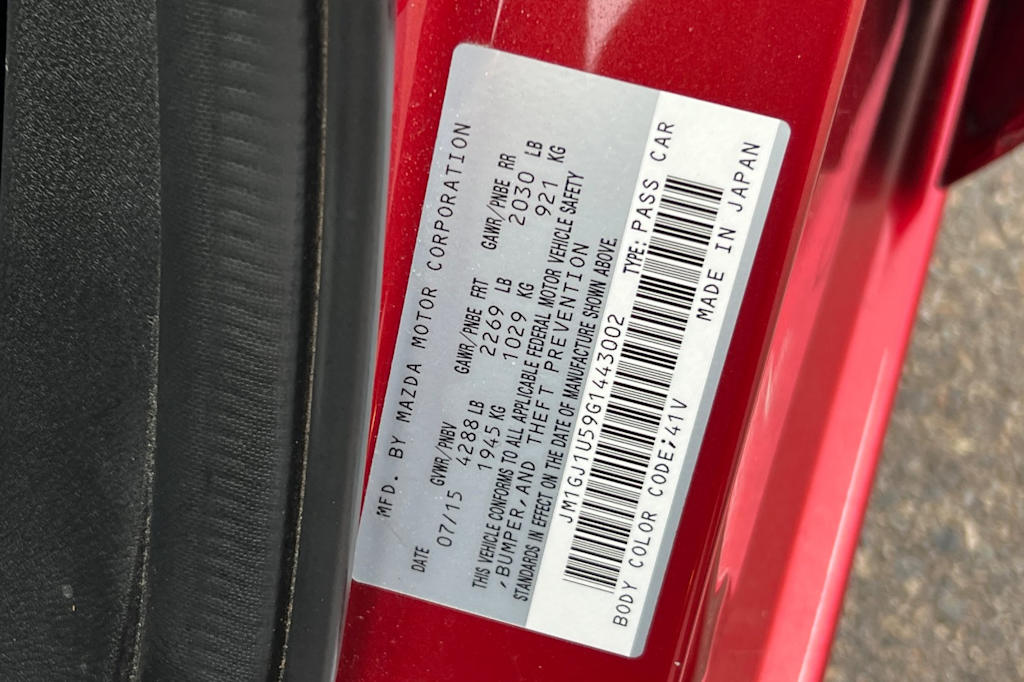 MFD. BY MAZDA MOTOR CORPORATION
DATE GVWR/PNBV GAWR/PNBE FRT GAWR/PNBE RR
07/15 4288 LB 2269 LB 2030 LB
1945 KG 1029 KG 921 KG
THIS VEHICLE CONFORMS TO ALL APPLICABLE FEDERAL MOTOR VEHICLE SAFETY
,BUMPER,AND THEFT PREVENTION
STANDARDS IN EFFECT ON THE DATE OF MANUFACTURE SHOWN ABOVE
JM1GJ1U59G1443002 TYPE: PASS CAR
BODY COLOR CODE;41V MADE IN JAPAN